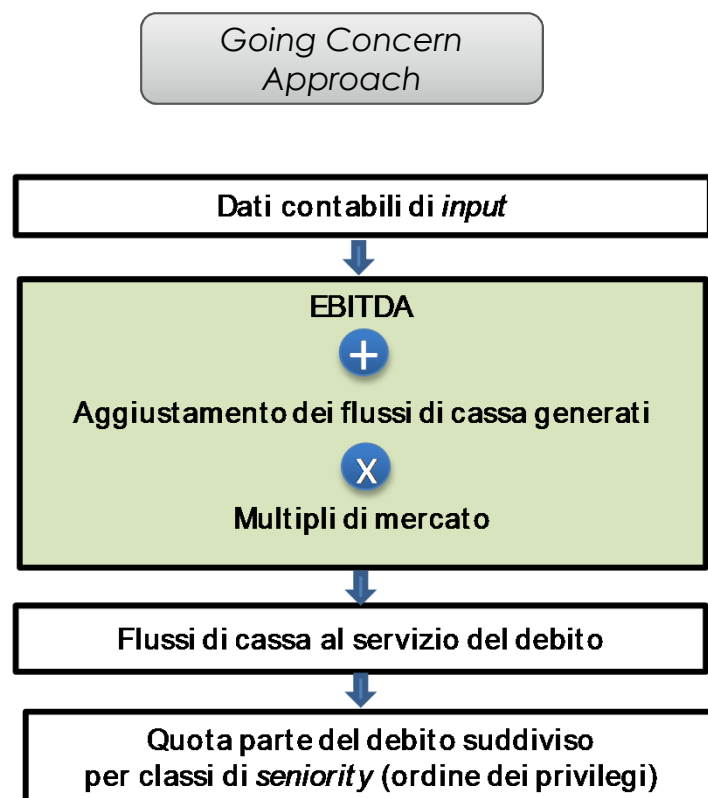 Going Concern
Approach
Dati contabili di input
EBITDA
+
Aggiustamento dei flussi di cassa generati
X
Multipli di mercato
Flussi di cassa al servizio del debito
Quota parte del debito suddiviso
per classi di seniority (ordine dei privilegi)